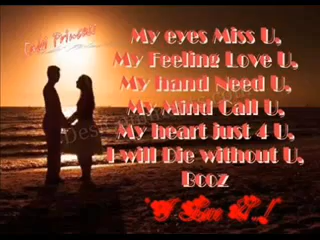 My eyes Miss U,
My Feeling Love U,
My hand Need U,
My Mind Call U,
My heart just 4 U,
I will Die without U,
Booz